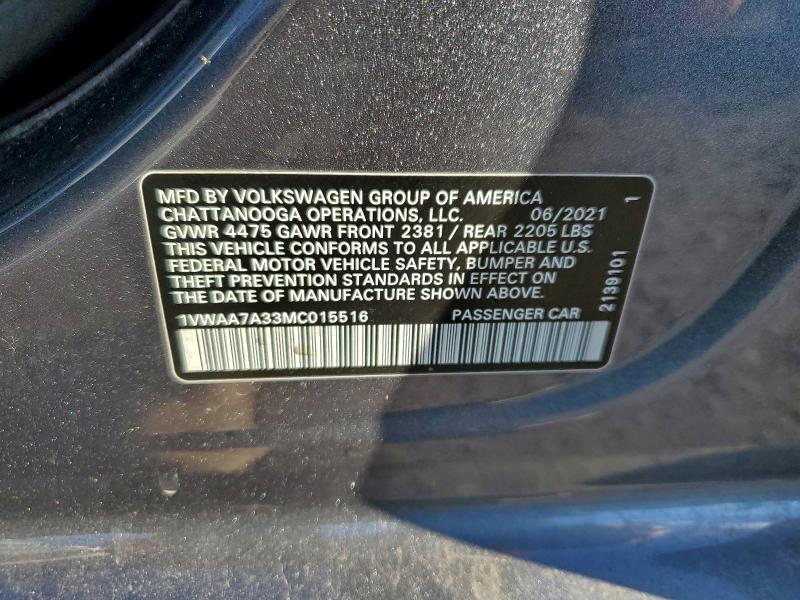 MFD BY VOLKSWAGEN GROUP OF AMERICA
CHATTANOOGA OPERATIONS, LLC. 06/2021
GVWR 4475 GAWR FRONT 2381 / REAR 2205 LBS
THIS VEHICLE CONFORMS TO ALL APPLICABLE U.S.
FEDERAL MOTOR VEHICLE SAFETY, BUMPER AND
THEFT PREVENTION STANDARDS IN EFFECT ON
THE DATE OF MANUFACTURE SHOWN ABOVE.
1VWAA7A33MC015516 PASSENGER CAR
2139101 1